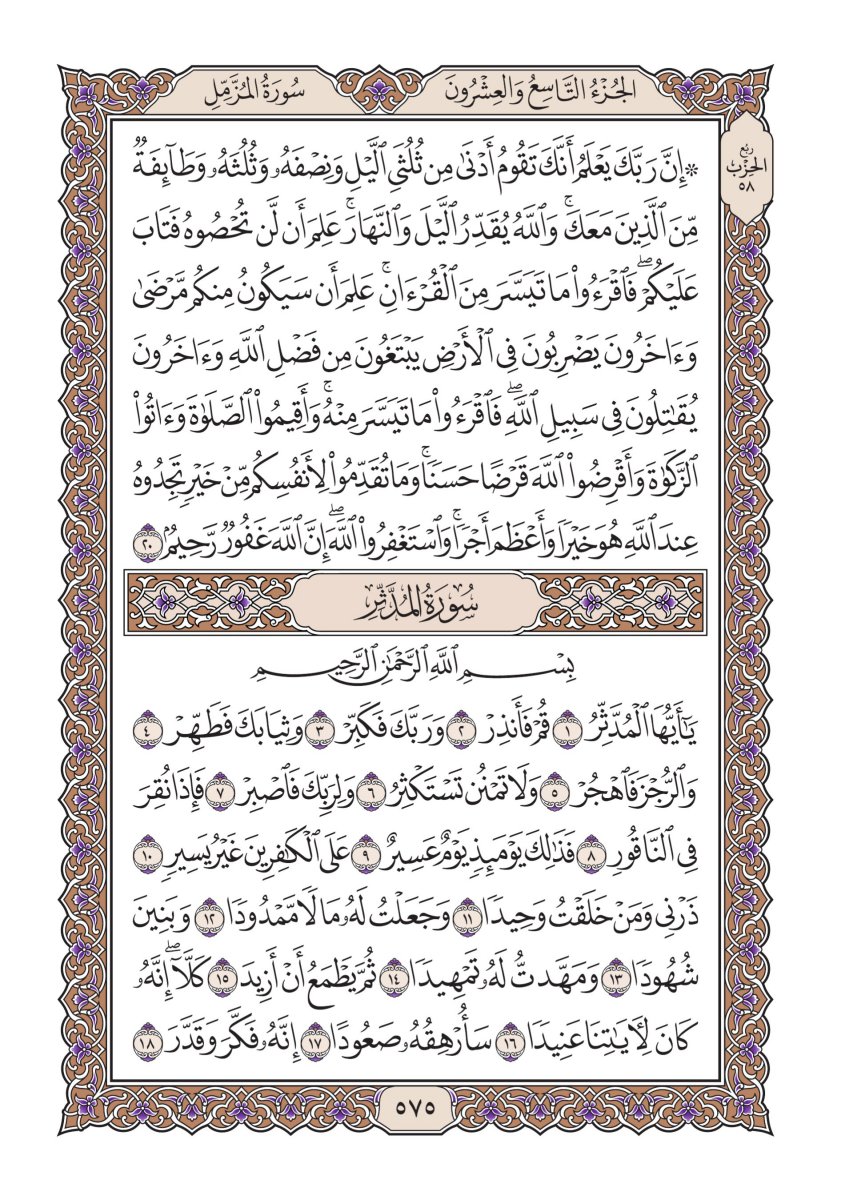 الجُزْءُ التَّاسِعُ وَالعِشْرُونَ
سُورَةُ المُزَّمِّل
رُبع
الحِزْب
٥٨
۞ إِنَّ رَبَّكَ يَعْلَمُ أَنَّكَ تَقُومُ أَدْنَىٰ مِن ثُلُثَيِ ٱلَّيْلِ وَنِصْفَهُۥ وَثُلُثَهُۥ وَطَآئِفَةٌ
مِّنَ ٱلَّذِينَ مَعَكَۚ وَٱللَّهُ يُقَدِّرُ ٱلَّيْلَ وَٱلنَّهَارَۚ عَلِمَ أَن لَّن تُحْصُوهُ فَتَابَ
عَلَيْكُمْۖ فَٱقْرَءُوا۟ مَا تَيَسَّرَ مِنَ ٱلْقُرْءَانِۚ عَلِمَ أَن سَيَكُونُ مِنكُم مَّرْضَىٰ
وَءَاخَرُونَ يَضْرِبُونَ فِى ٱلْأَرْضِ يَبْتَغُونَ مِن فَضْلِ ٱللَّهِ وَءَاخَرُونَ
يُقَـٰتِلُونَ فِى سَبِيلِ ٱللَّهِۖ فَٱقْرَءُوا۟ مَا تَيَسَّرَ مِنْهُۚ وَأَقِيمُوا۟ ٱلصَّلَوٰةَ وَءَاتُوا۟
ٱلزَّكَوٰةَ وَأَقْرِضُوا۟ ٱللَّهَ قَرْضًا حَسَنًاۚ وَمَا تُقَدِّمُوا۟ لِأَنفُسِكُم مِّنْ خَيْرٍ تَجِدُوهُ
عِندَ ٱللَّهِ هُوَ خَيْرًا وَأَعْظَمَ أَجْرًاۚ وَٱسْتَغْفِرُوا۟ ٱللَّهَۖ إِنَّ ٱللَّهَ غَفُورٌ رَّحِيمٌۢ ٢٠
سُورَةُ المُدَّثِّر
بِسْمِ ٱللَّهِ ٱلرَّحْمَـٰنِ ٱلرَّحِيمِ
يَـٰٓأَيُّهَا ٱلْمُدَّثِّرُ ١ قُمْ فَأَنذِرْ ٢ وَرَبَّكَ فَكَبِّرْ ٣ وَثِيَابَكَ فَطَهِّرْ ٤
وَٱلرُّجْزَ فَٱهْجُرْ ٥ وَلَا تَمْنُن تَسْتَكْثِرُ ٦ وَلِرَبِّكَ فَٱصْبِرْ ٧ فَإِذَا نُقِرَ
فِى ٱلنَّاقُورِ ٨ فَذَٰلِكَ يَوْمَئِذٍ يَوْمٌ عَسِيرٌ ٩ عَلَى ٱلْكَـٰفِرِينَ غَيْرُ يَسِيرٍ ١٠
ذَرْنِى وَمَنْ خَلَقْتُ وَحِيدًا ١١ وَجَعَلْتُ لَهُۥ مَالًا مَّمْدُودًا ١٢ وَبَنِينَ
شُهُودًا ١٣ وَمَهَّدتُّ لَهُۥ تَمْهِيدًا ١٤ ثُمَّ يَطْمَعُ أَنْ أَزِيدَ ١٥ كَلَّآۖ إِنَّهُۥ
كَانَ لِـَٔايَـٰتِنَا عَنِيدًا ١٦ سَأُرْهِقُهُۥ صَعُودًا ١٧ إِنَّهُۥ فَكَّرَ وَقَدَّرَ ١٨
٥٧٥